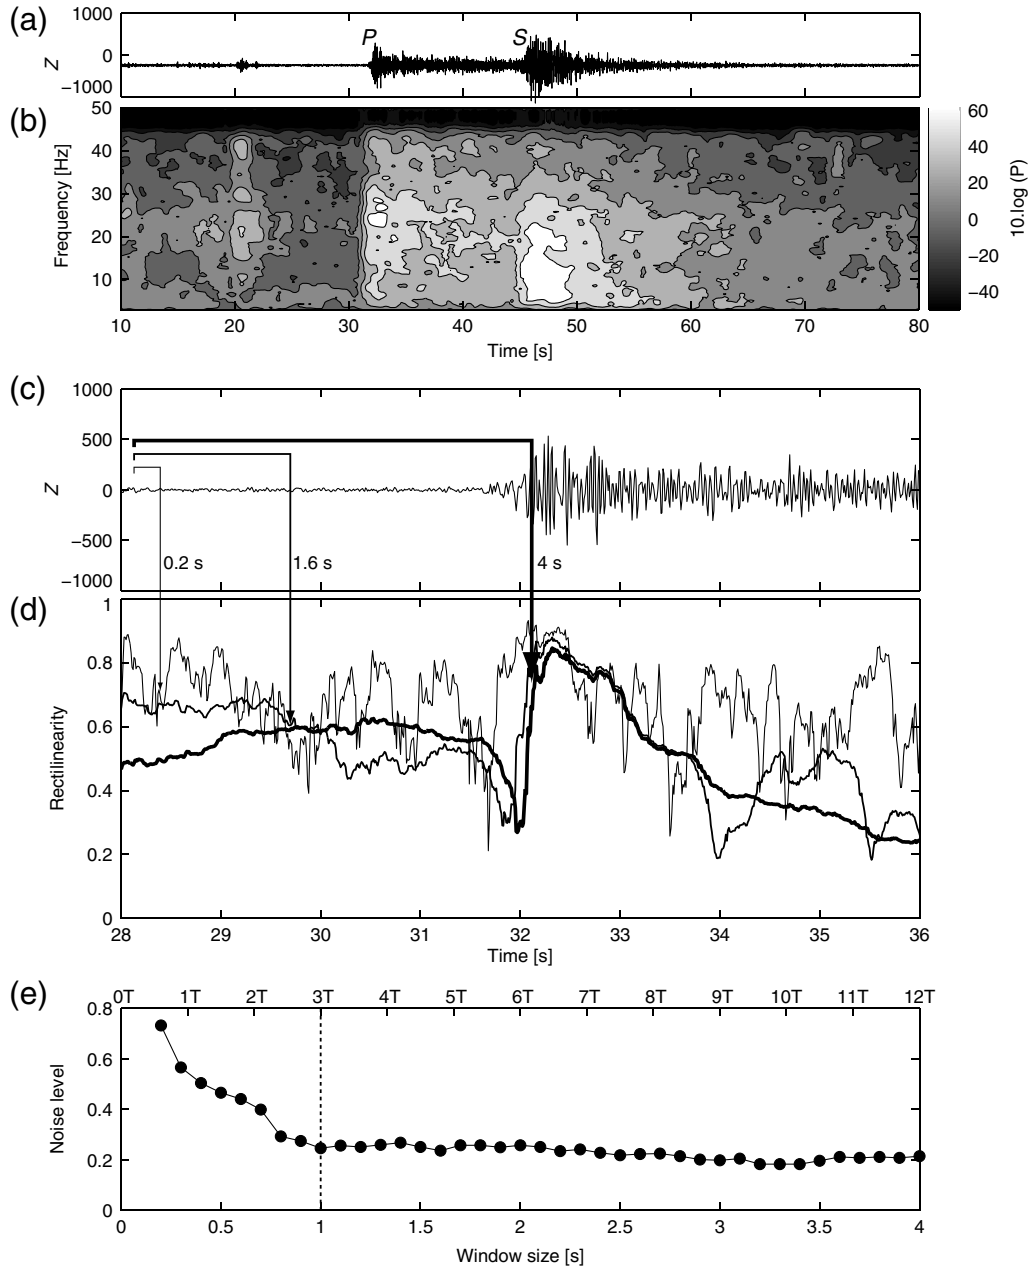 (a)
1000
0
−1000
Z
P
S
(b)
50
40
30
20
10
Frequency [Hz]
60
40
20
0
−20
−40
10.log (P)
10 20 30 40 50 60 70 80
Time [s]
(c)
1000
500
0
−500
−1000
Z
0.2 s 1.6 s 4 s
(d)
1
0.8
0.6
0.4
0.2
0
Rectilinearity
28 29 30 31 32 33 34 35 36
Time [s]
(e)
0T 1T 2T 3T 4T 5T 6T 7T 8T 9T 10T 11T 12T
0.8
0.6
0.4
0.2
0
Noise level
0 0.5 1 1.5 2 2.5 3 3.5 4
Window size [s]